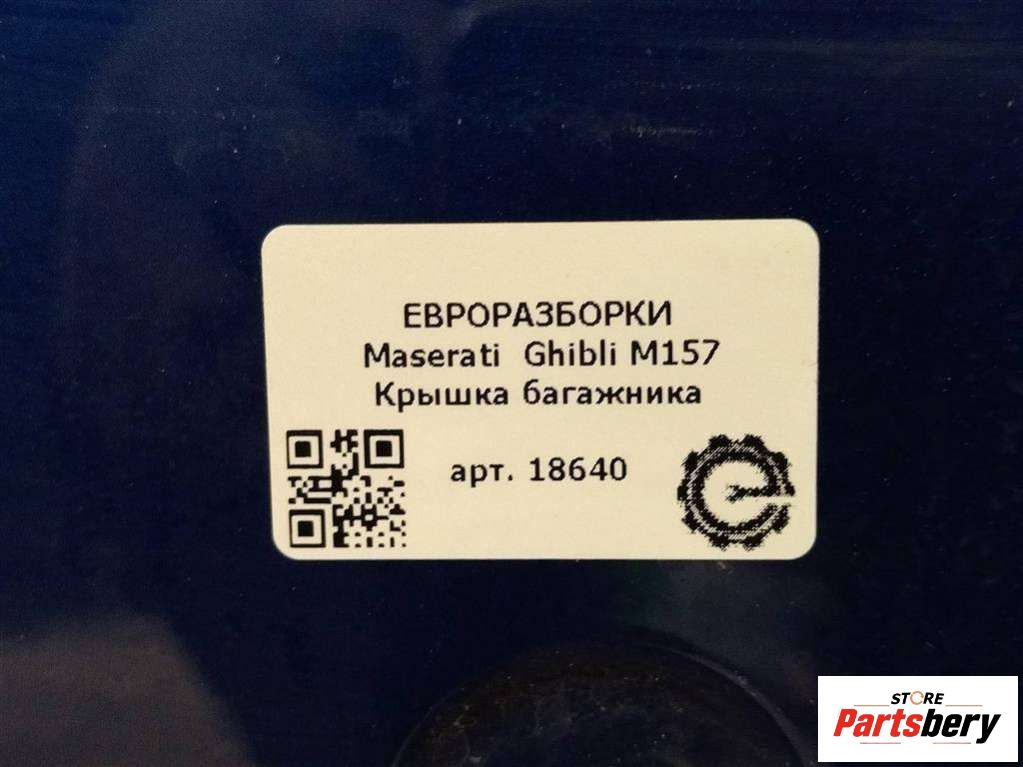 ЕВРОРАЗБОРКИ
Maserati Ghibli M157
Крышка багажника
арт. 18640
STORE
Partsbery